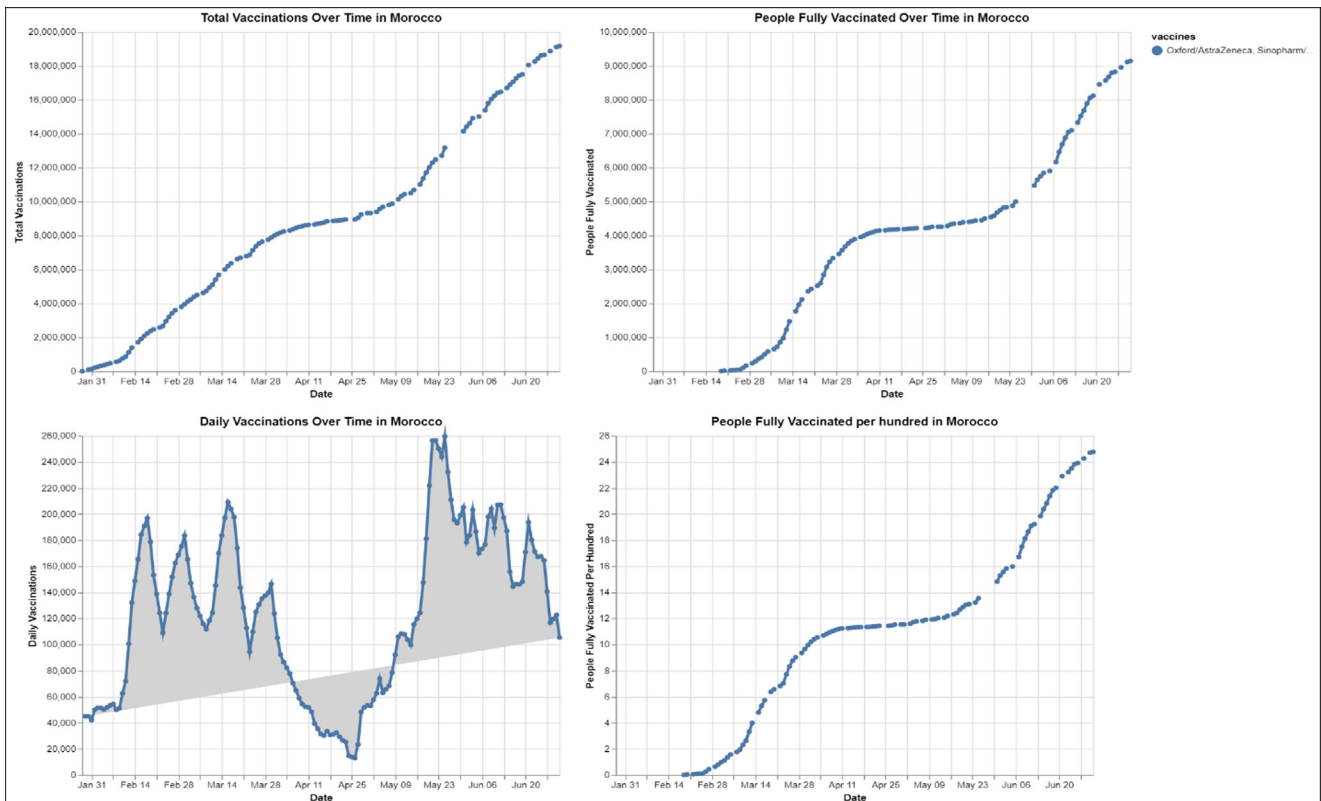 Total Vaccinations Over Time in Morocco
20,000,000
18,000,000
16,000,000
14,000,000
12,000,000
10,000,000
8,000,000
6,000,000
4,000,000
2,000,000
0
Total Vaccinations
Jan 31 Feb 14 Feb 28 Mar 14 Mar 28 Apr 11 Apr 25 May 09 May 23 Jun 06 Jun 20
Date
People Fully Vaccinated Over Time in Morocco
9,000,000
8,000,000
7,000,000
6,000,000
5,000,000
4,000,000
3,000,000
2,000,000
1,000,000
0
People Fully Vaccinated
Jan 31 Feb 14 Feb 28 Mar 14 Mar 28 Apr 11 Apr 25 May 09 May 23 Jun 06 Jun 20
Date
vaccines
Oxford/AstraZeneca, Sinopharm/...
Daily Vaccinations Over Time in Morocco
260,000
240,000
220,000
200,000
180,000
160,000
140,000
120,000
100,000
80,000
60,000
40,000
20,000
0
Daily Vaccinations
Jan 31 Feb 14 Feb 28 Mar 14 Mar 28 Apr 11 Apr 25 May 09 May 23 Jun 06 Jun 20
Date
People Fully Vaccinated per hundred in Morocco
26
24
22
20
18
16
14
12
10
8
6
4
2
0
People Fully Vaccinated Per Hundred
Jan 31 Feb 14 Feb 28 Mar 14 Mar 28 Apr 11 Apr 25 May 09 May 23 Jun 06 Jun 20
Date